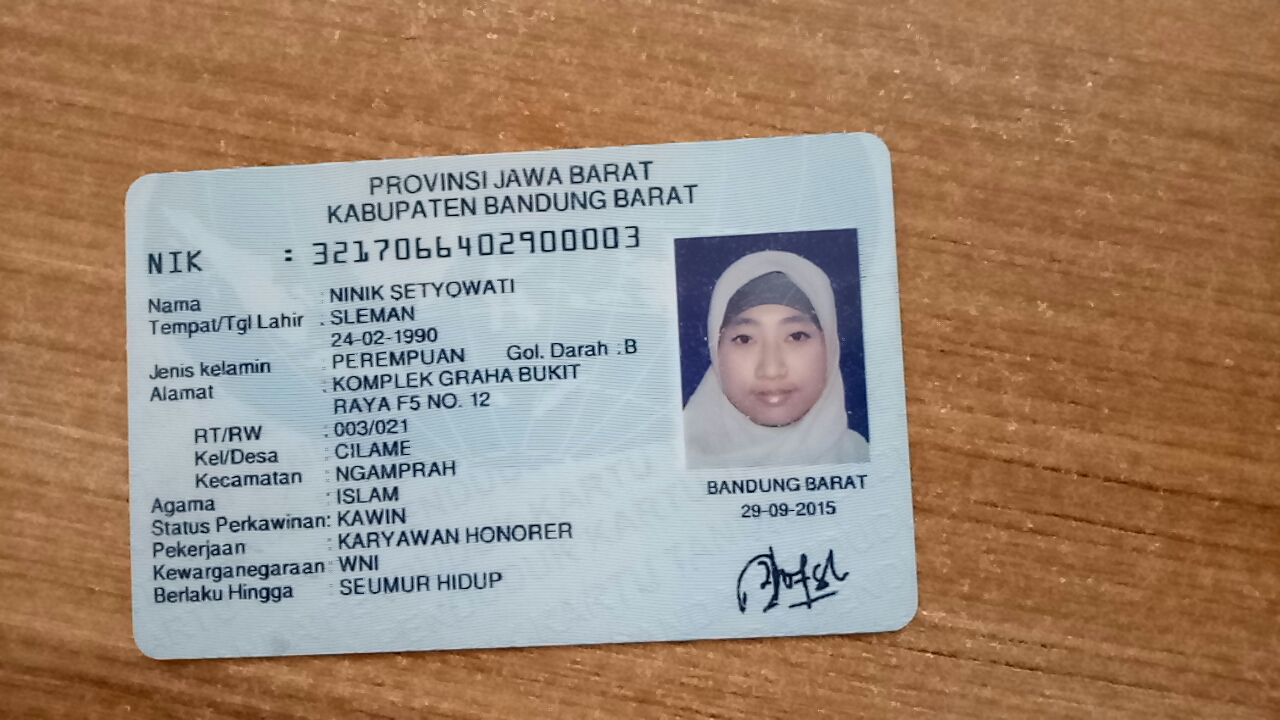 PROVINSI JAWA BARAT
KABUPATEN BANDUNG BARAT
NIK : 3217066402900003
Nama : NINIK SETYOWATI
Tempat/Tgl Lahir : SLEMAN
24-02-1990
Jenis kelamin : PEREMPUAN Gol. Darah : B
Alamat : KOMPLEK GRAHA BUKIT
RAYA F5 NO. 12
RT/RW : 003/021
Kel/Desa : CILAME
Kecamatan : NGAMPRAH
Agama : ISLAM
Status Perkawinan: KAWIN
Pekerjaan : KARYAWAN HONORER
Kewarganegaraan : WNI
Berlaku Hingga : SEUMUR HIDUP
BANDUNG BARAT
29-09-2015